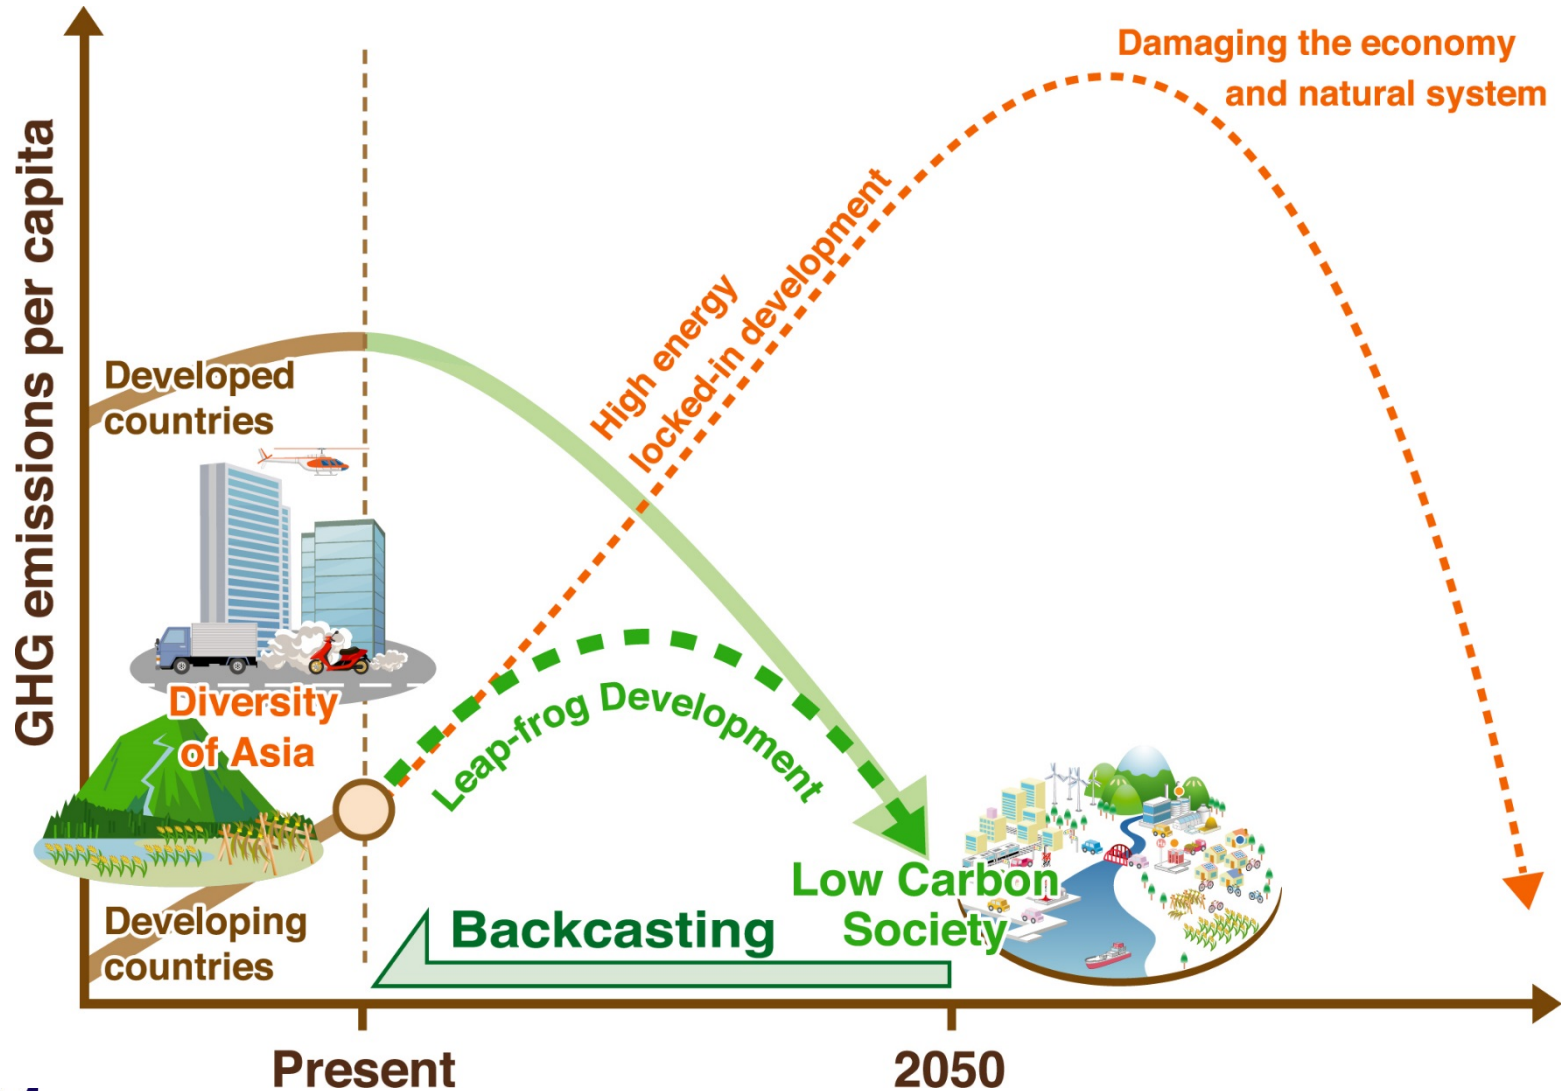 Damaging the economy
and natural system
GHG emissions per capita
High energy
locked-in development
Developed
countries
Diversity
of Asia
Leap-frog Development
Developing
countries
Backcasting
Low Carbon
Society
Present
2050